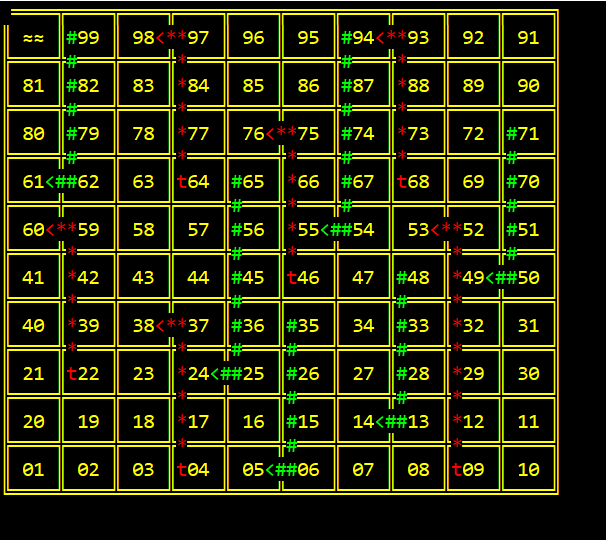 ≈≈ #99 98<**97 96 95 #94<**93 92 91
# * # *
81 #82 83 *84 85 86 #87 *88 89 90
# * # *
80 #79 78 *77 76<**75 #74 *73 72 #71
# * * # * #
61<##62 63 t64 #65 *66 #67 t68 69 #70
# * # #
60<**59 58 57 #56 *55<##54 53<**52 #51
* # * * #
41 *42 43 44 #45 t46 47 #48 *49<##50
* # # *
40 *39 38<**37 #36 #35 34 #33 *32 31
* * # # # *
21 t22 23 *24<##25 #26 27 #28 *29 30
* # # *
20 19 18 *17 16 #15 14<##13 *12 11
* # *
01 02 03 t04 05<##06 07 08 t09 10